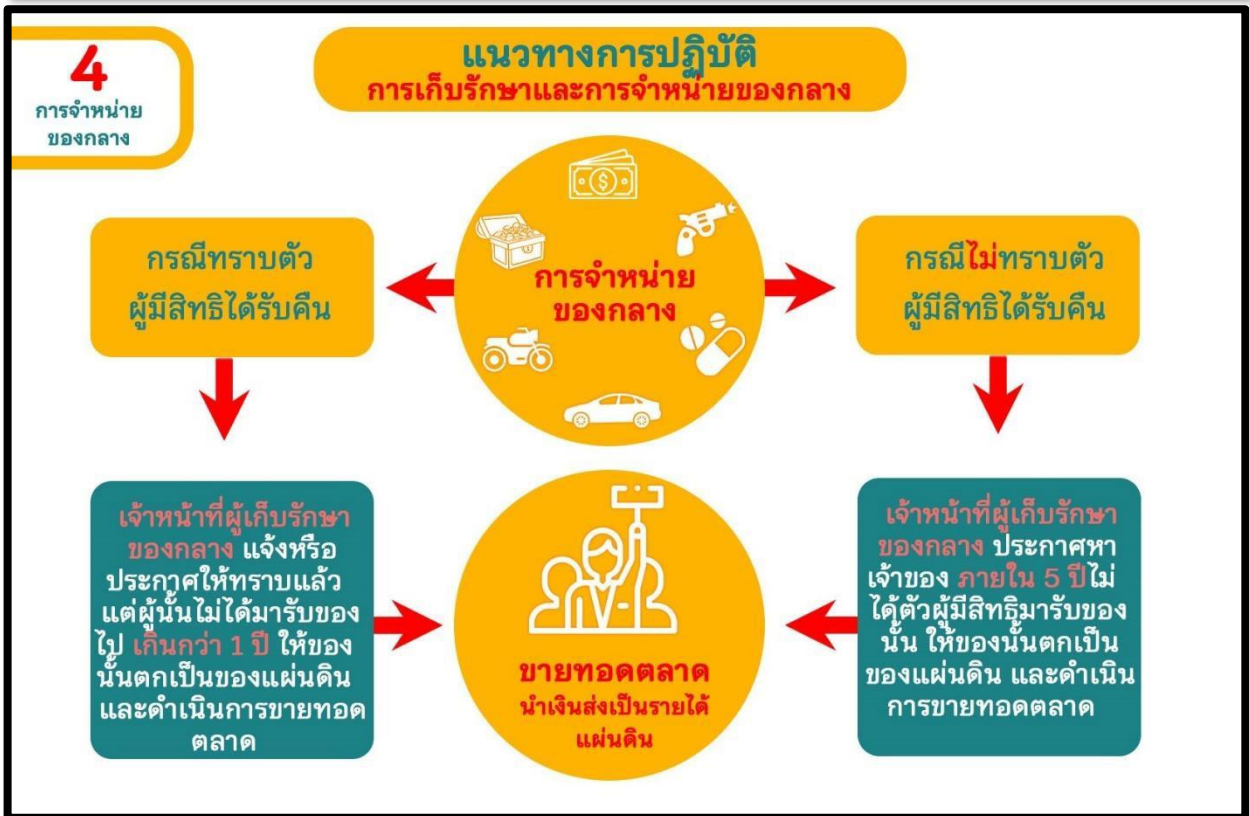 4
การจำหน่าย
ของกลาง
แนวทางการปฏิบัติ
การเก็บรักษาและการจำหน่ายของกลาง
กรณีทราบตัว
ผู้มีสิทธิได้รับคืน
การจำหน่าย
ของกลาง
กรณีไม่ทราบตัว
ผู้มีสิทธิได้รับคืน
เจ้าหน้าที่ผู้เก็บรักษา
ของกลาง แจ้งหรือ
ประกาศให้ทราบแล้ว
แต่ผู้นั้นไม่ได้มารับของ
ไป เกินกว่า 1 ปี ให้ของ
นั้นตกเป็นของแผ่นดิน
และดำเนินการขายทอด
ตลาด
ขายทอดตลาด
นำเงินส่งเป็นรายได้
แผ่นดิน
เจ้าหน้าที่ผู้เก็บรักษา
ของกลาง ประกาศหา
เจ้าของ ภายใน 5 ปีไม่
ได้ตัวผู้มีสิทธิมารับของ
นั้น ให้ของนั้นตกเป็น
ของแผ่นดิน และดำเนิน
การขายทอดตลาด